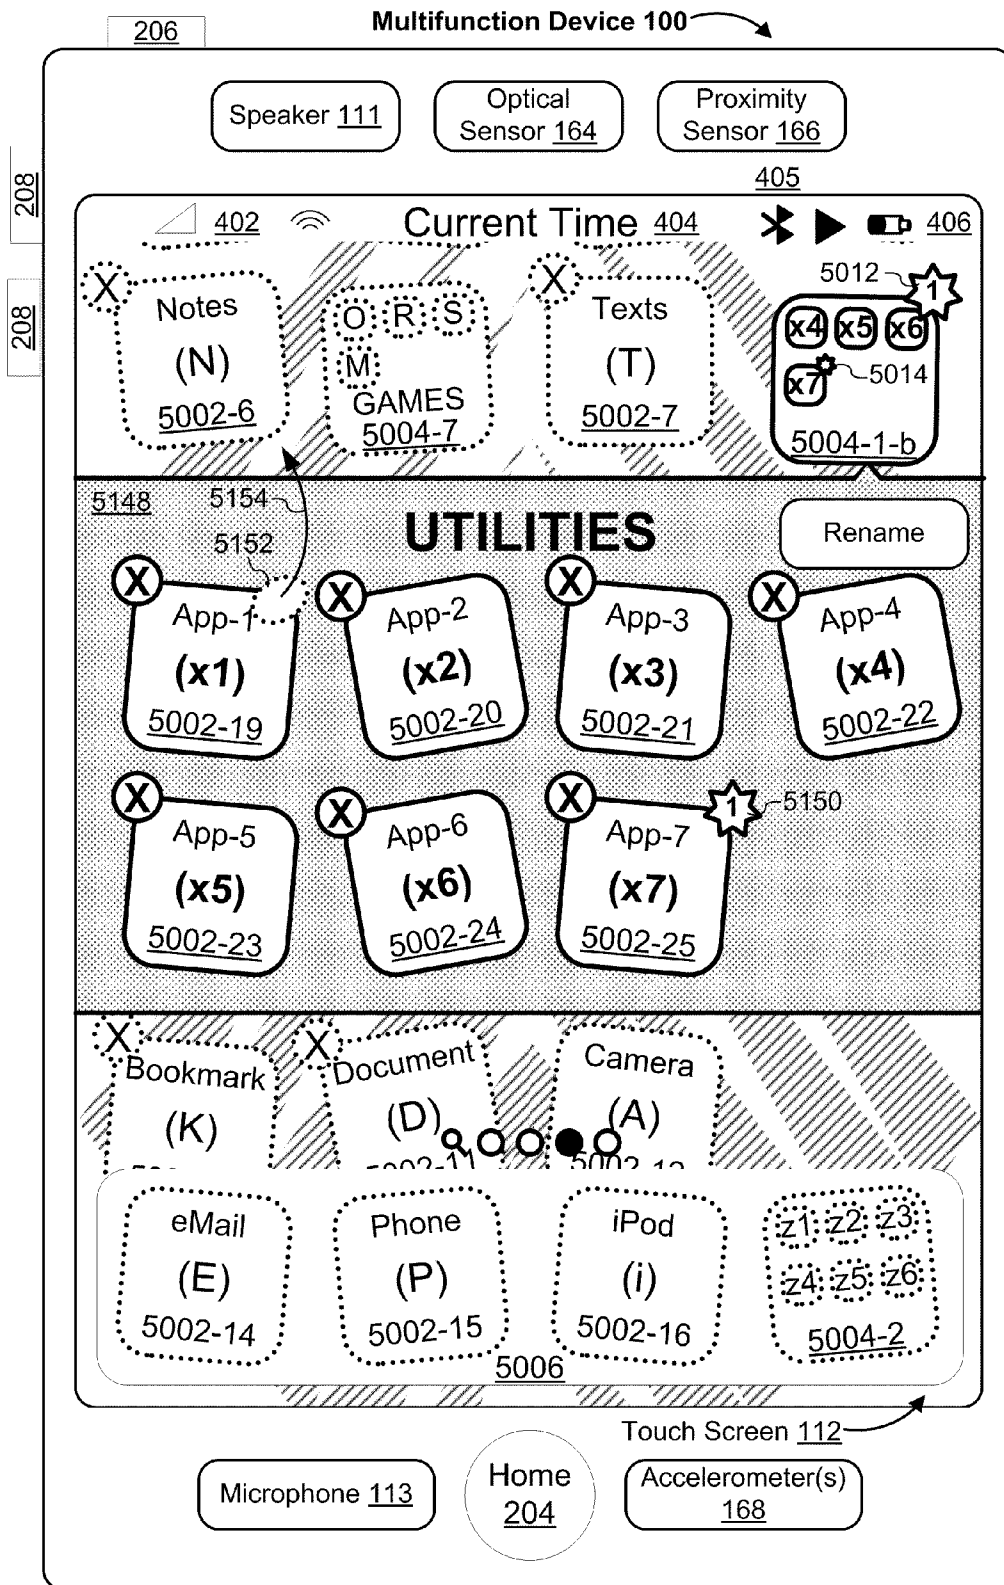 Multifunction Device 100
206
Speaker 111
Optical Sensor 164
Proximity Sensor 166
208
208
405
402
Current Time 404
406
5012
X
Notes
(N)
5002-6
O R S
M
GAMES
5004-7
X
Texts
(T)
5002-7
1
x4 x5 x6
x7
5014
5004-1-b
5148
5154
5152
UTILITIES
Rename
X
App-1
(x1)
5002-19
X
App-2
(x2)
5002-20
X
App-3
(x3)
5002-21
X
App-4
(x4)
5002-22
X
App-5
(x5)
5002-23
X
App-6
(x6)
5002-24
X
App-7
(x7)
5002-25
1
5150
X
Bookmark
(K)
X
Document
(D)
5002-11
Camera
(A)
eMail
(E)
5002-14
Phone
(P)
5002-15
iPod
(i)
5002-16
z1 z2 z3
z4 z5 z6
5004-2
5006
Touch Screen 112
Microphone 113
Home
204
Accelerometer(s)
168